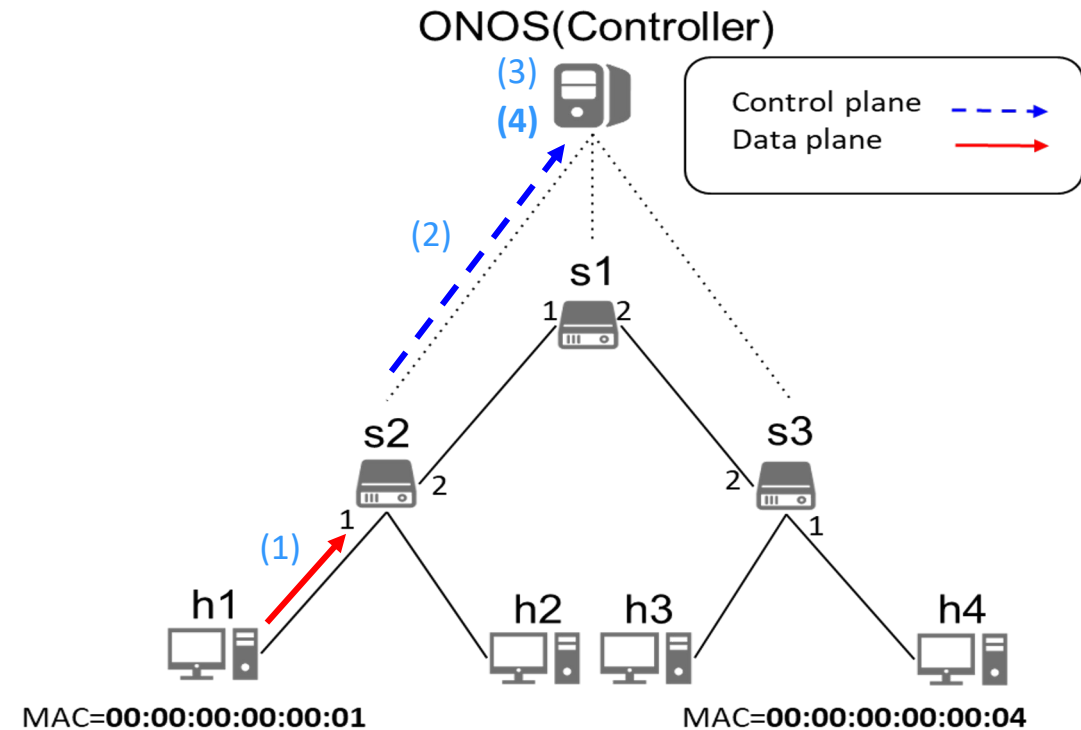 ONOS(Controller)
(3)
(4)
Control plane
Data plane
(2)
s1
1 2
s2
s3
2
2
1
1
(1)
h1
h2
h3
h4
MAC=00:00:00:00:00:01
MAC=00:00:00:00:00:04